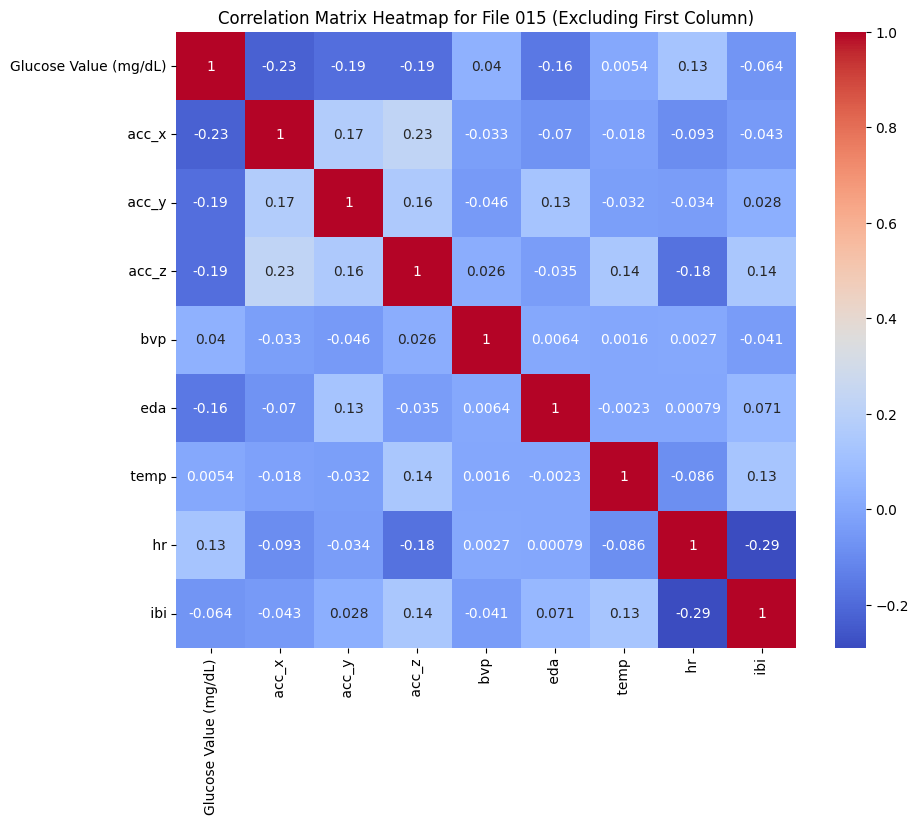 Correlation Matrix Heatmap for File 015 (Excluding First Column)
Glucose Value (mg/dL) 1 -0.23 -0.19 -0.19 0.04 -0.16 0.0054 0.13 -0.064
acc_x -0.23 1 0.17 0.23 -0.033 -0.07 -0.018 -0.093 -0.043
acc_y -0.19 0.17 1 0.16 -0.046 0.13 -0.032 -0.034 0.028
acc_z -0.19 0.23 0.16 1 0.026 -0.035 0.14 -0.18 0.14
bvp 0.04 -0.033 -0.046 0.026 1 0.0064 0.0016 0.0027 -0.041
eda -0.16 -0.07 0.13 -0.035 0.0064 1 -0.0023 0.00079 0.071
temp 0.0054 -0.018 -0.032 0.14 0.0016 -0.0023 1 -0.086 0.13
hr 0.13 -0.093 -0.034 -0.18 0.0027 0.00079 -0.086 1 -0.29
ibi -0.064 -0.043 0.028 0.14 -0.041 0.071 0.13 -0.29 1
Glucose Value (mg/dL) acc_x acc_y acc_z bvp eda temp hr ibi
1.0
0.8
0.6
0.4
0.2
0.0
−0.2